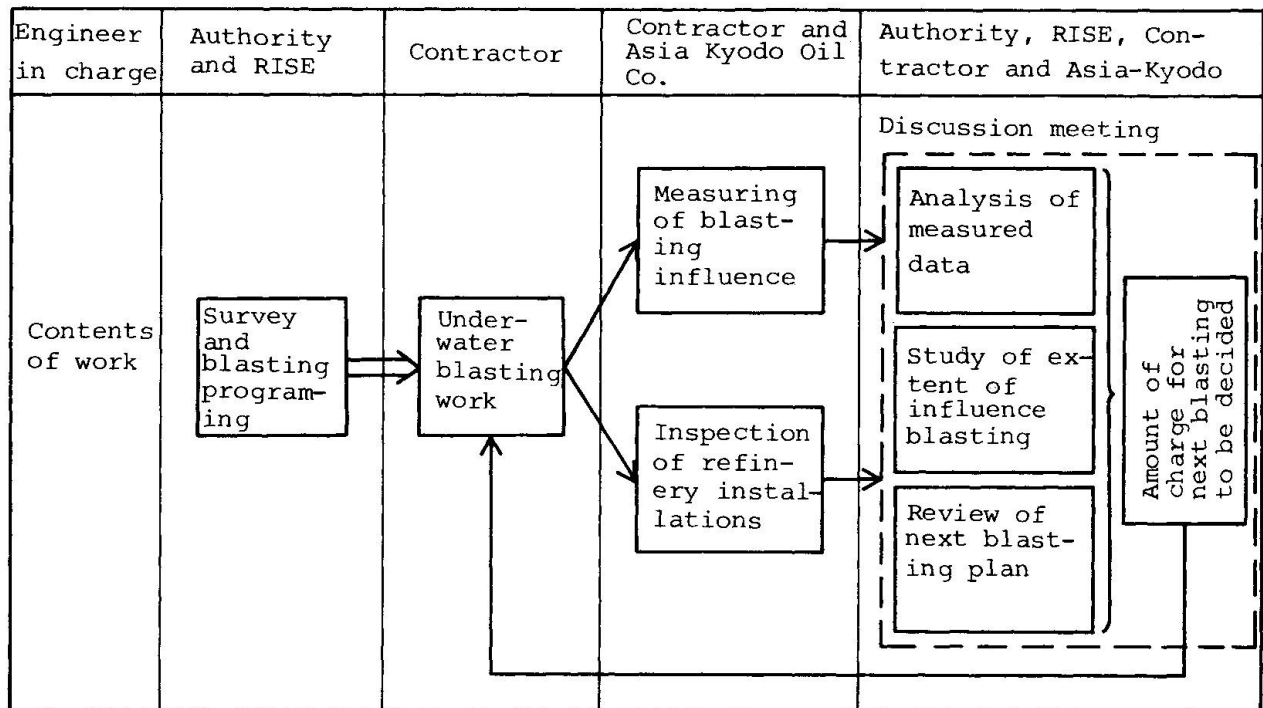 Engineer
in charge
Authority
and RISE
Contractor
Contractor and
Asia Kyodo Oil
Co.
Authority, RISE, Con-
tractor and Asia-Kyodo
Contents
of work
Survey
and
blasting
program-
ing
Under-
water
blasting
work
Measuring
of blast-
ing
influence
Inspection
of refin-
ery instal-
lations
Discussion meeting
Analysis of
measured
data
Study of ex-
tent of
influence
blasting
Review of
next blast-
ing plan
Amount of
charge for
next blasting
to be decided